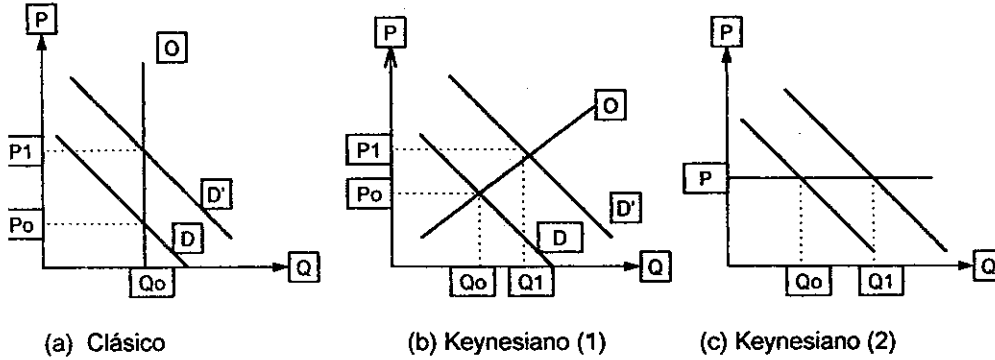 P
O
P1
Po
D'
D
Q
Qo
(a) Clásico
P
O
P1
Po
D'
D
Q
Qo
Q1
(b) Keynesiano (1)
P
P
Q
Qo
Q1
(c) Keynesiano (2)